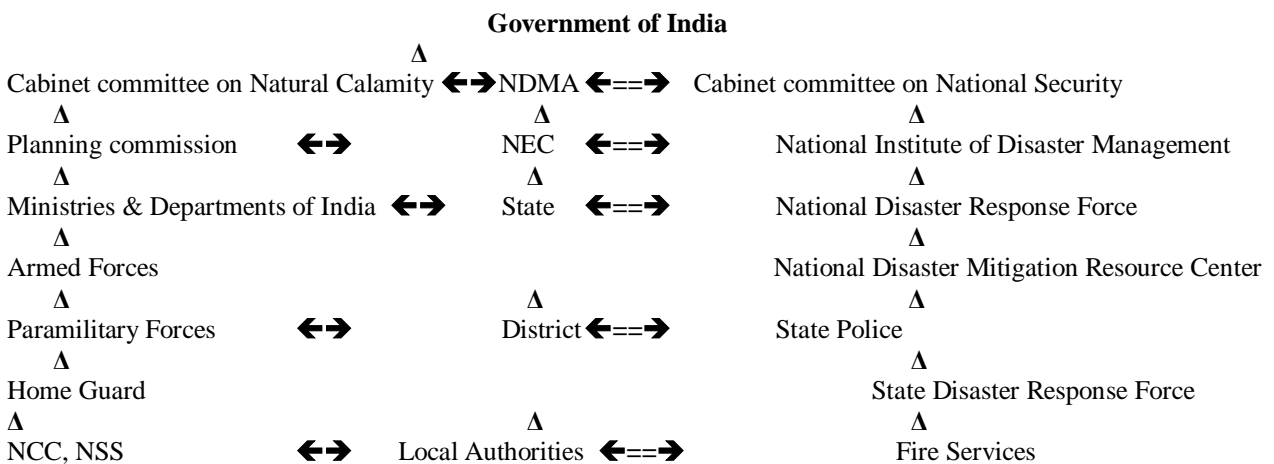 Government of India
Δ
Cabinet committee on Natural Calamity 🡸🡺 NDMA 🡸==🡺 Cabinet committee on National Security
Δ Δ Δ
Planning commission 🡸🡺 NEC 🡸==🡺 National Institute of Disaster Management
Δ Δ Δ
Ministries & Departments of India 🡸🡺 State 🡸==🡺 National Disaster Response Force
Δ Δ
Armed Forces National Disaster Mitigation Resource Center
Δ Δ Δ
Paramilitary Forces 🡸🡺 District 🡸==🡺 State Police
Δ Δ
Home Guard State Disaster Response Force
Δ Δ Δ
NCC, NSS 🡸🡺 Local Authorities 🡸==🡺 Fire Services